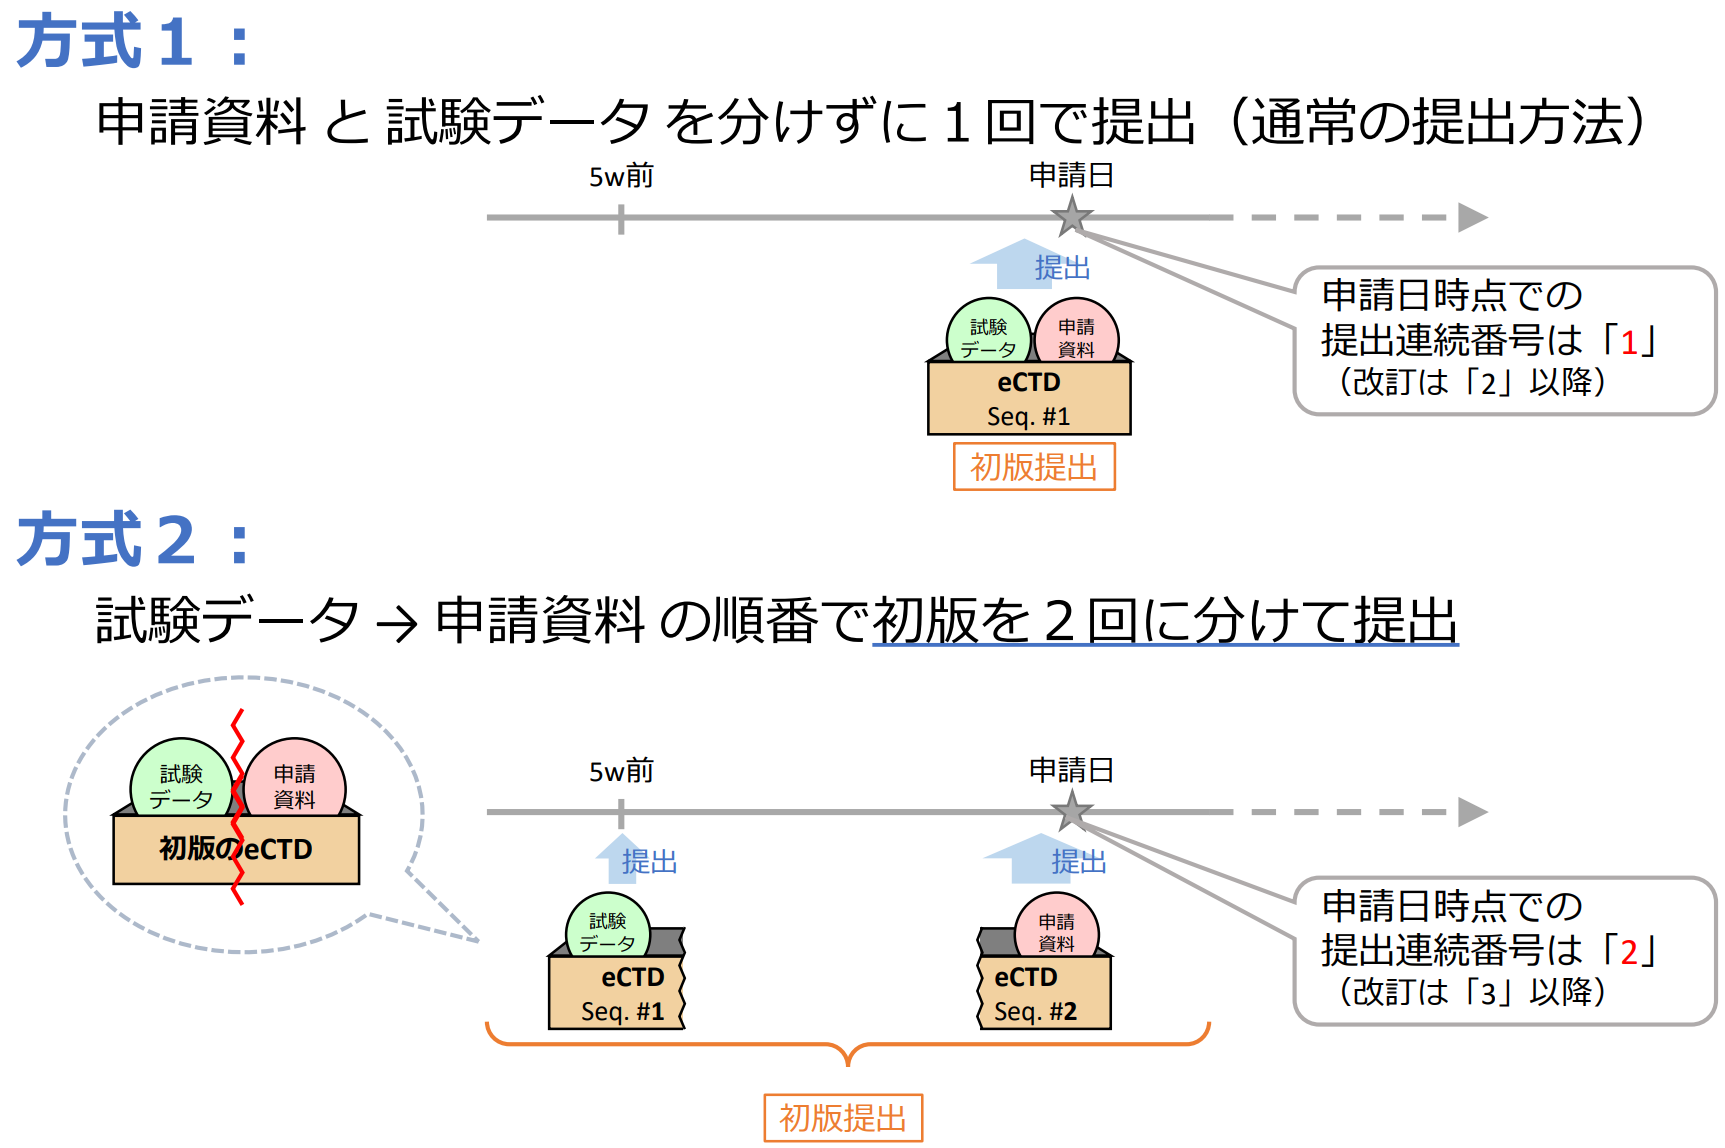 方式１：
申請資料 と 試験データ を分けずに１回で提出（通常の提出方法）
5w前
申請日
提出
試験
データ
申請
資料
eCTD
Seq. #1
初版提出
申請日時点での
提出連続番号は「1」
（改訂は「2」以降）
方式２：
試験データ → 申請資料 の順番で初版を２回に分けて提出
試験
データ
申請
資料
初版のeCTD
5w前
申請日
提出
試験
データ
eCTD
Seq. #1
提出
申請
資料
eCTD
Seq. #2
初版提出
申請日時点での
提出連続番号は「2」
（改訂は「3」以降）